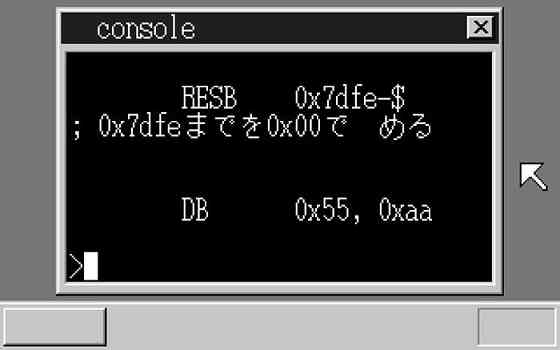 console
RESB 0x7dfe-$
; 0x7dfeまでを0x00で　める
DB 0x55, 0xaa
>